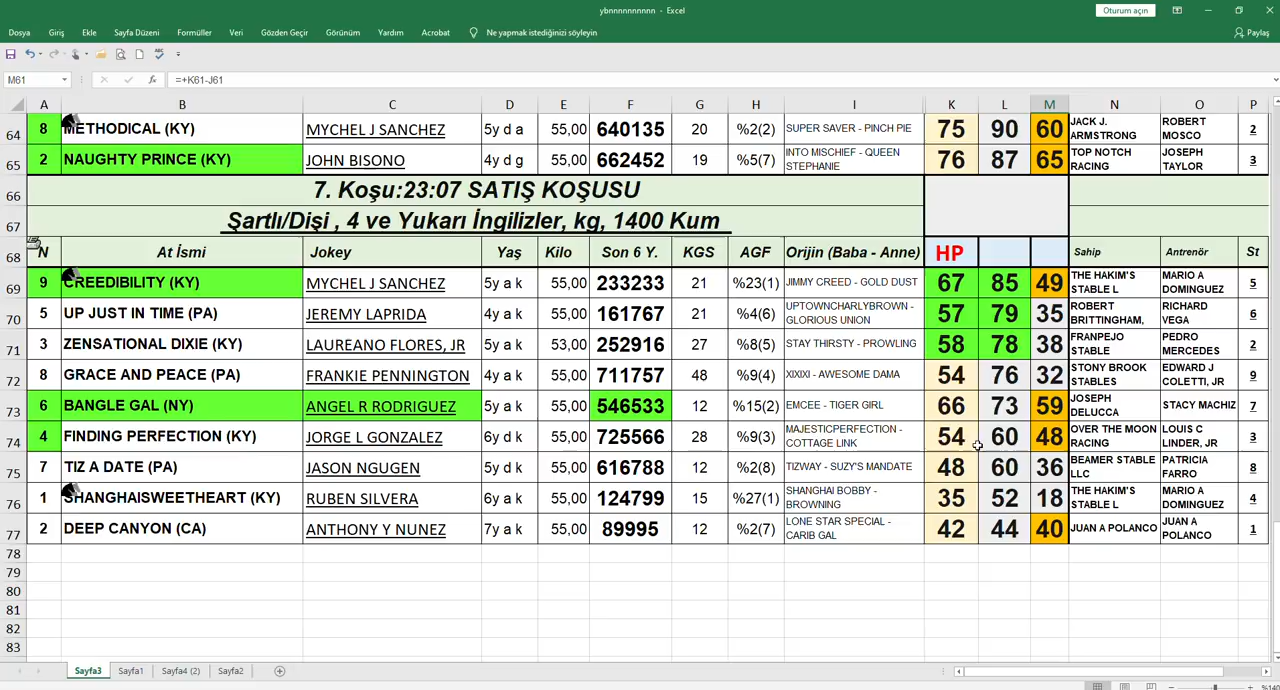 ybnnnnnnnnnn - Excel
Oturum açın
Dosya Giriş Ekle Sayfa Düzeni Formüller Veri Gözden Geçir Görünüm Yardım Acrobat Ne yapmak istediğinizi söyleyin Paylaş
M61 fx =+K61-J61
A B C D E F G H I K L M N O P
64 8 METHODICAL (KY) MYCHEL J SANCHEZ 5y d a 55,00 640135 20 %2(2) SUPER SAVER - PINCH PIE 75 90 60 JACK J. ARMSTRONG ROBERT MOSCO 2
65 2 NAUGHTY PRINCE (KY) JOHN BISONO 4y d g 55,00 662452 19 %5(7) INTO MISCHIEF - QUEEN STEPHANIE 76 87 65 TOP NOTCH RACING JOSEPH TAYLOR 3
66 7. Koşu:23:07 SATIŞ KOŞUSU
67 Şartlı/Dişi , 4 ve Yukarı İngilizler, kg, 1400 Kum
68 N At İsmi Jokey Yaş Kilo Son 6 Y. KGS AGF Orijin (Baba - Anne) HP Sahip Antrenör St
69 9 CREEDIBILITY (KY) MYCHEL J SANCHEZ 5y a k 55,00 233233 21 %23(1) JIMMY CREED - GOLD DUST 67 85 49 THE HAKIM'S STABLE L MARIO A DOMINGUEZ 5
70 5 UP JUST IN TIME (PA) JEREMY LAPRIDA 4y a k 55,00 161767 21 %4(6) UPTOWNCHARLYBROWN - GLORIOUS UNION 57 79 35 ROBERT BRITTINGHAM, RICHARD VEGA 6
71 3 ZENSATIONAL DIXIE (KY) LAUREANO FLORES, JR 5y a k 53,00 252916 27 %8(5) STAY THIRSTY - PROWLING 58 78 38 FRANPEJO STABLE PEDRO MERCEDES 2
72 8 GRACE AND PEACE (PA) FRANKIE PENNINGTON 4y a k 55,00 711757 48 %9(4) XIXIXI - AWESOME DAMA 54 76 32 STONY BROOK STABLES EDWARD J COLETTI, JR 9
73 6 BANGLE GAL (NY) ANGEL R RODRIGUEZ 5y a k 55,00 546533 12 %15(2) EMCEE - TIGER GIRL 66 73 59 JOSEPH DELUCCA STACY MACHIZ 7
74 4 FINDING PERFECTION (KY) JORGE L GONZALEZ 6y d k 55,00 725566 28 %9(3) MAJESTICPERFECTION - COTTAGE LINK 54 60 48 OVER THE MOON RACING LOUIS C LINDER, JR 3
75 7 TIZ A DATE (PA) JASON NGUGEN 5y d k 55,00 616788 12 %2(8) TIZWAY - SUZY'S MANDATE 48 60 36 BEAMER STABLE LLC PATRICIA FARRO 8
76 1 SHANGHAISWEETHEART (KY) RUBEN SILVERA 6y a k 55,00 124799 15 %27(1) SHANGHAI BOBBY - BROWNING 35 52 18 THE HAKIM'S STABLE L MARIO A DOMINGUEZ 4
77 2 DEEP CANYON (CA) ANTHONY Y NUNEZ 7y a k 55,00 89995 12 %2(7) LONE STAR SPECIAL - CARIB GAL 42 44 40 JUAN A POLANCO JUAN A POLANCO 1
78
79
80
81
82
83
Sayfa3 Sayfa1 Sayfa4 (2) Sayfa2
%140